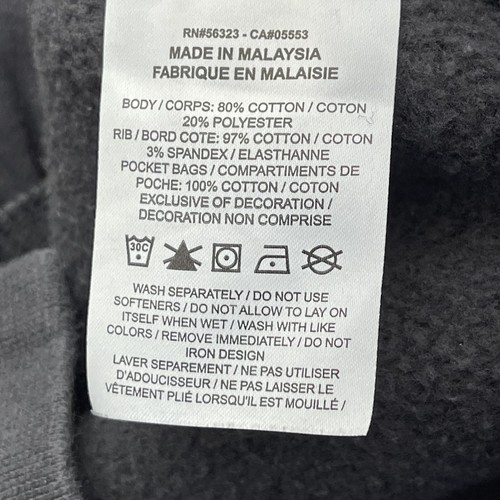 RN#56323 - CA#05553
MADE IN MALAYSIA
FABRIQUE EN MALAISIE
BODY / CORPS: 80% COTTON / COTON
20% POLYESTER
RIB / BORD COTE: 97% COTTON / COTON
3% SPANDEX / ELASTHANNE
POCKET BAGS / COMPARTIMENTS DE
POCHE: 100% COTTON / COTON
EXCLUSIVE OF DECORATION /
DECORATION NON COMPRISE
30C
WASH SEPARATELY / DO NOT USE
SOFTENERS / DO NOT ALLOW TO LAY ON
ITSELF WHEN WET / WASH WITH LIKE
COLORS / REMOVE IMMEDIATELY / DO NOT
IRON DESIGN
LAVER SEPAREMENT / NE PAS UTILISER
D'ADOUCISSEUR / NE PAS LAISSER LE
VÊTEMENT PLIÉ LORSQU'IL EST MOUILLÉ /